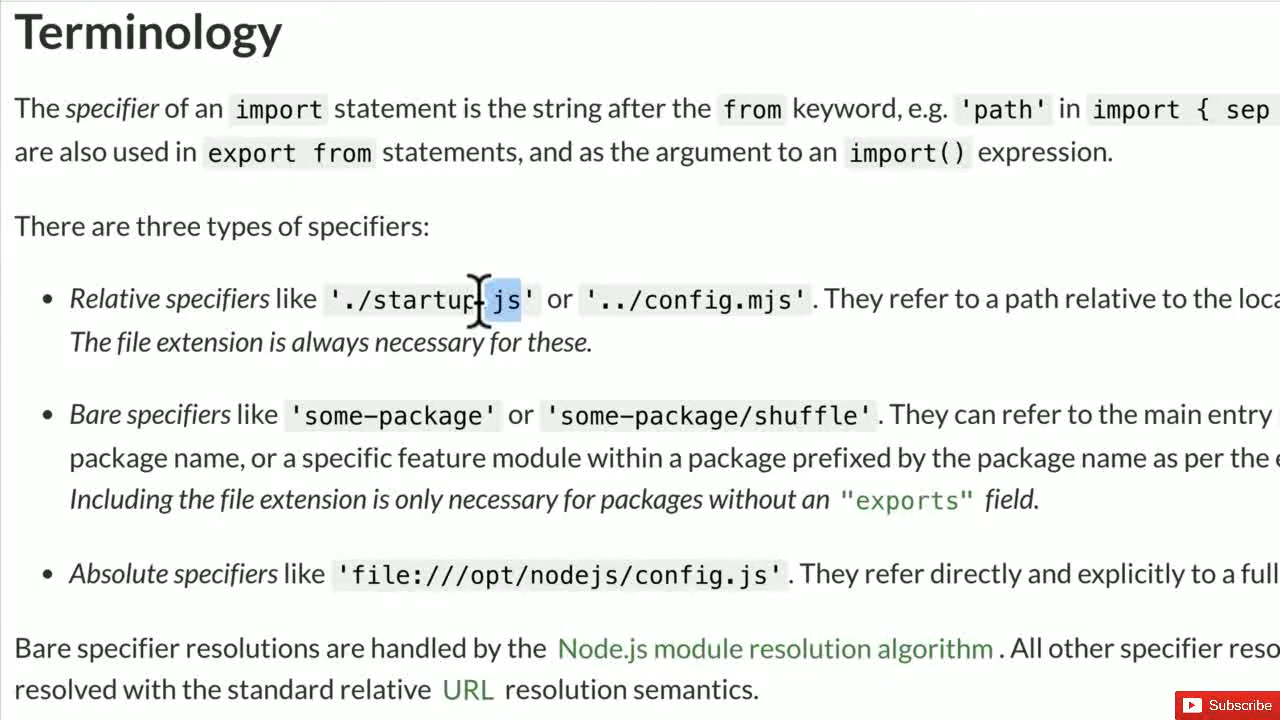 Terminology
The specifier of an import statement is the string after the from keyword, e.g. 'path' in import { sep
are also used in export from statements, and as the argument to an import() expression.
There are three types of specifiers:
• Relative specifiers like './startup.js' or '../config.mjs'. They refer to a path relative to the loca
The file extension is always necessary for these.
• Bare specifiers like 'some-package' or 'some-package/shuffle'. They can refer to the main entry
package name, or a specific feature module within a package prefixed by the package name as per the e
Including the file extension is only necessary for packages without an "exports" field.
• Absolute specifiers like 'file:///opt/nodejs/config.js'. They refer directly and explicitly to a full
Bare specifier resolutions are handled by the Node.js module resolution algorithm. All other specifier reso
resolved with the standard relative URL resolution semantics.
Subscribe